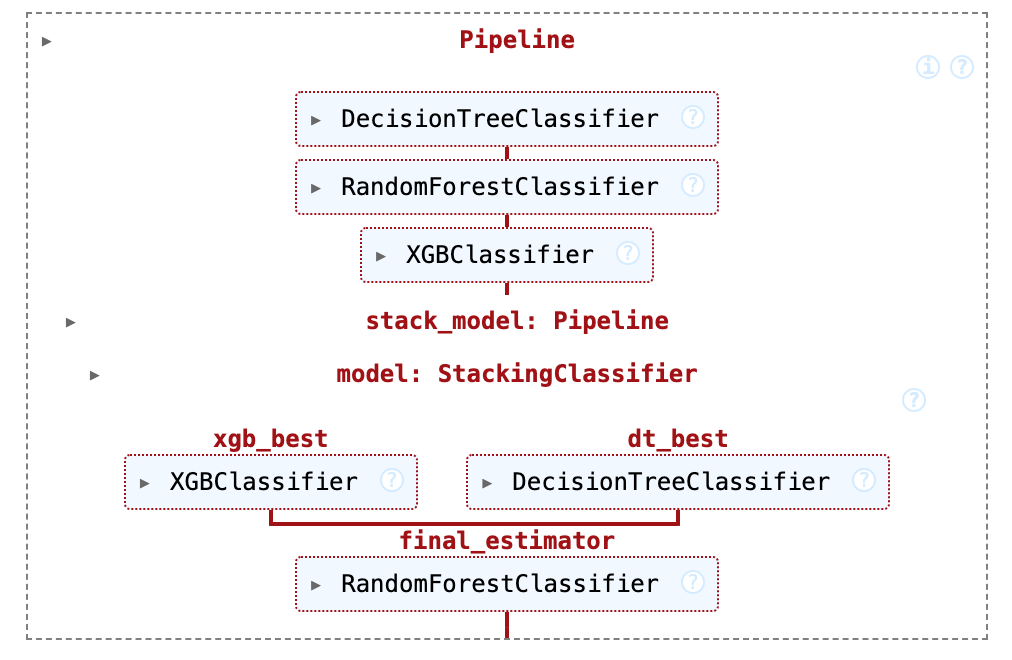 Pipeline
i ?
DecisionTreeClassifier ?
RandomForestClassifier ?
XGBClassifier ?
stack_model: Pipeline
model: StackingClassifier
?
xgb_best dt_best
XGBClassifier ? DecisionTreeClassifier ?
final_estimator
RandomForestClassifier ?